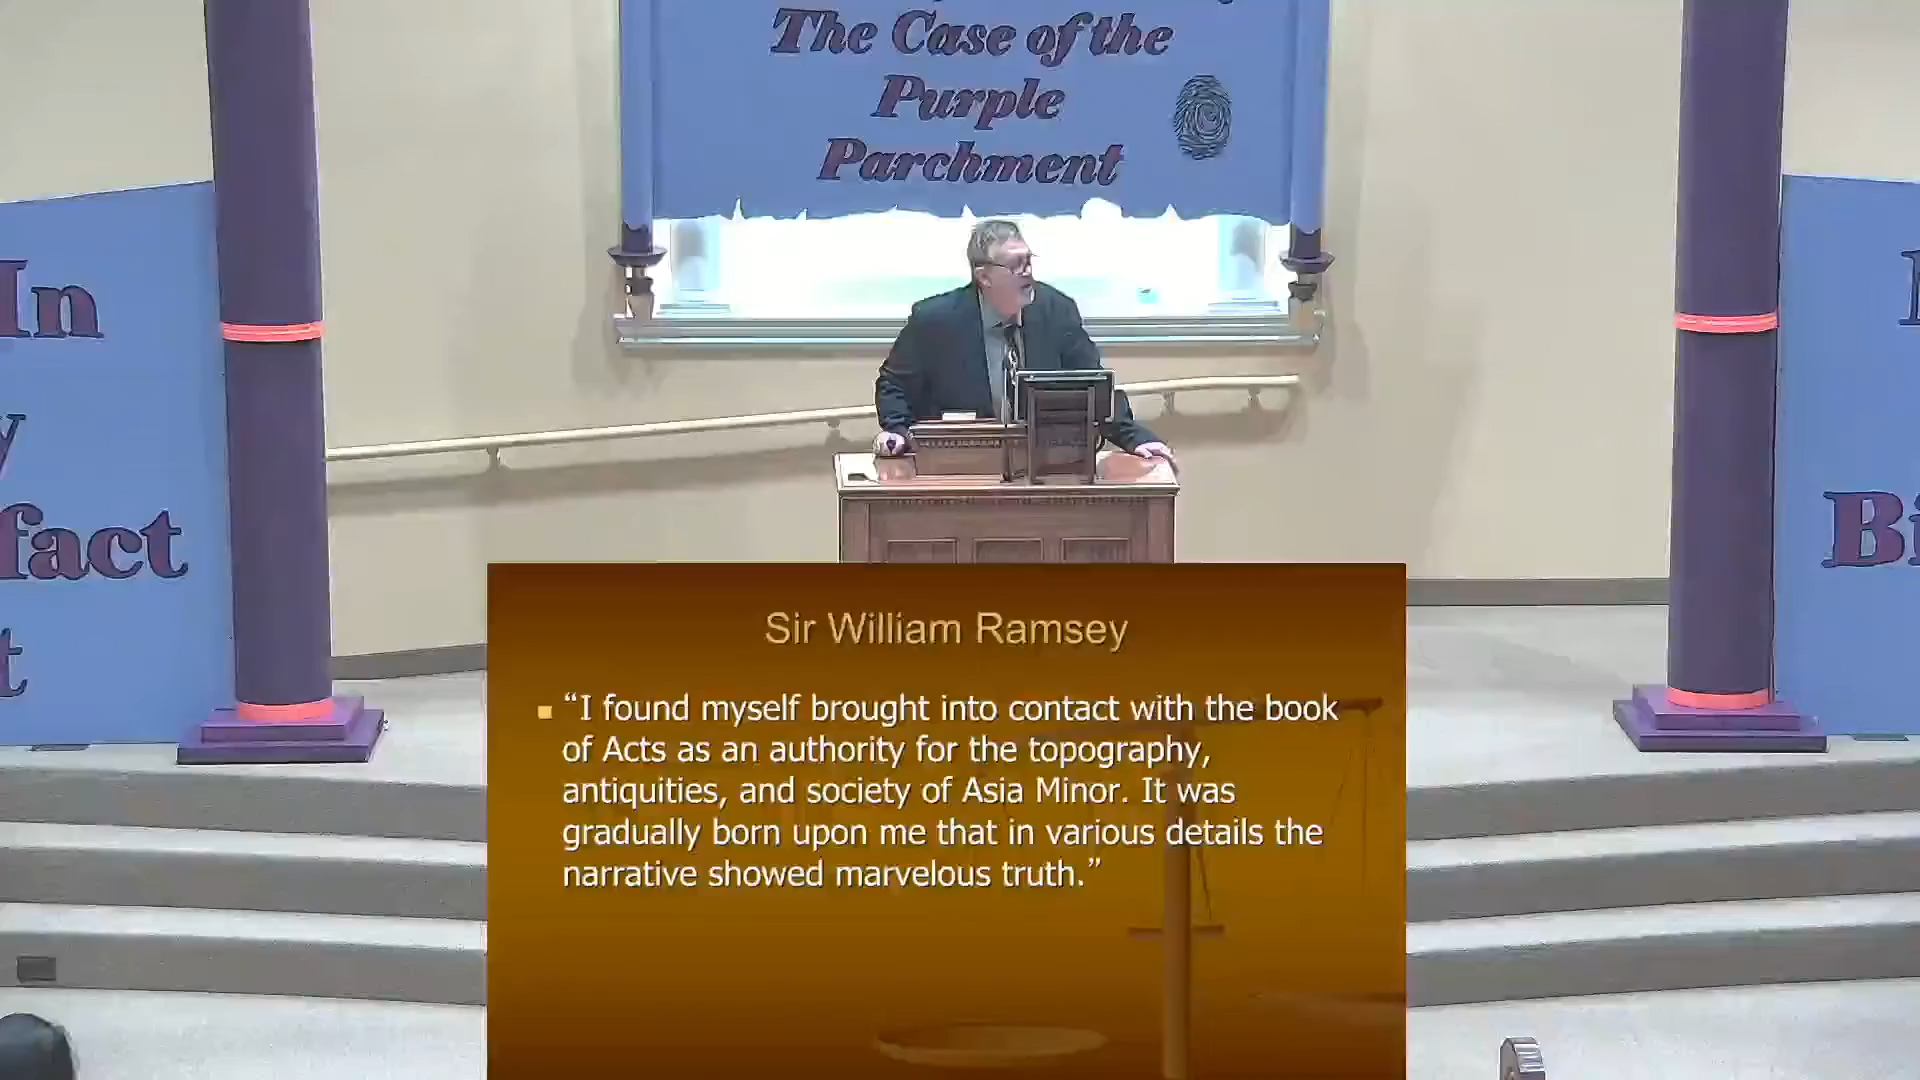 The Case of the
Purple
Parchment
In
y
fact
t
Bi
Sir William Ramsey
“I found myself brought into contact with the book
of Acts as an authority for the topography,
antiquities, and society of Asia Minor. It was
gradually born upon me that in various details the
narrative showed marvelous truth.”